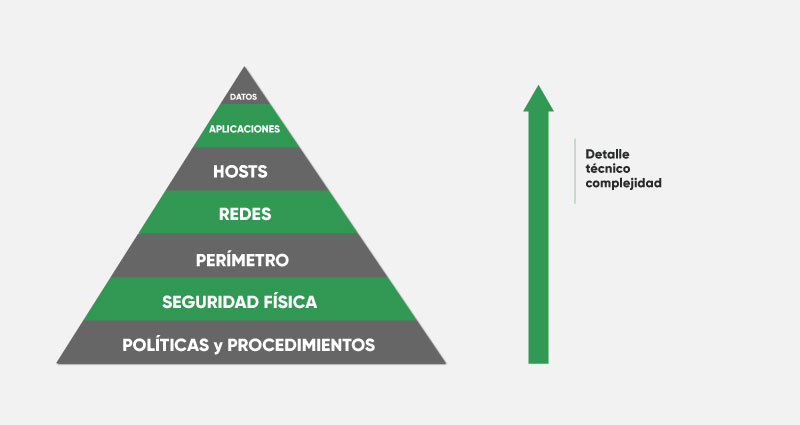 DATOS
APLICACIONES
HOSTS
REDES
PERÍMETRO
SEGURIDAD FÍSICA
POLÍTICAS y PROCEDIMIENTOS
Detalle
técnico
complejidad